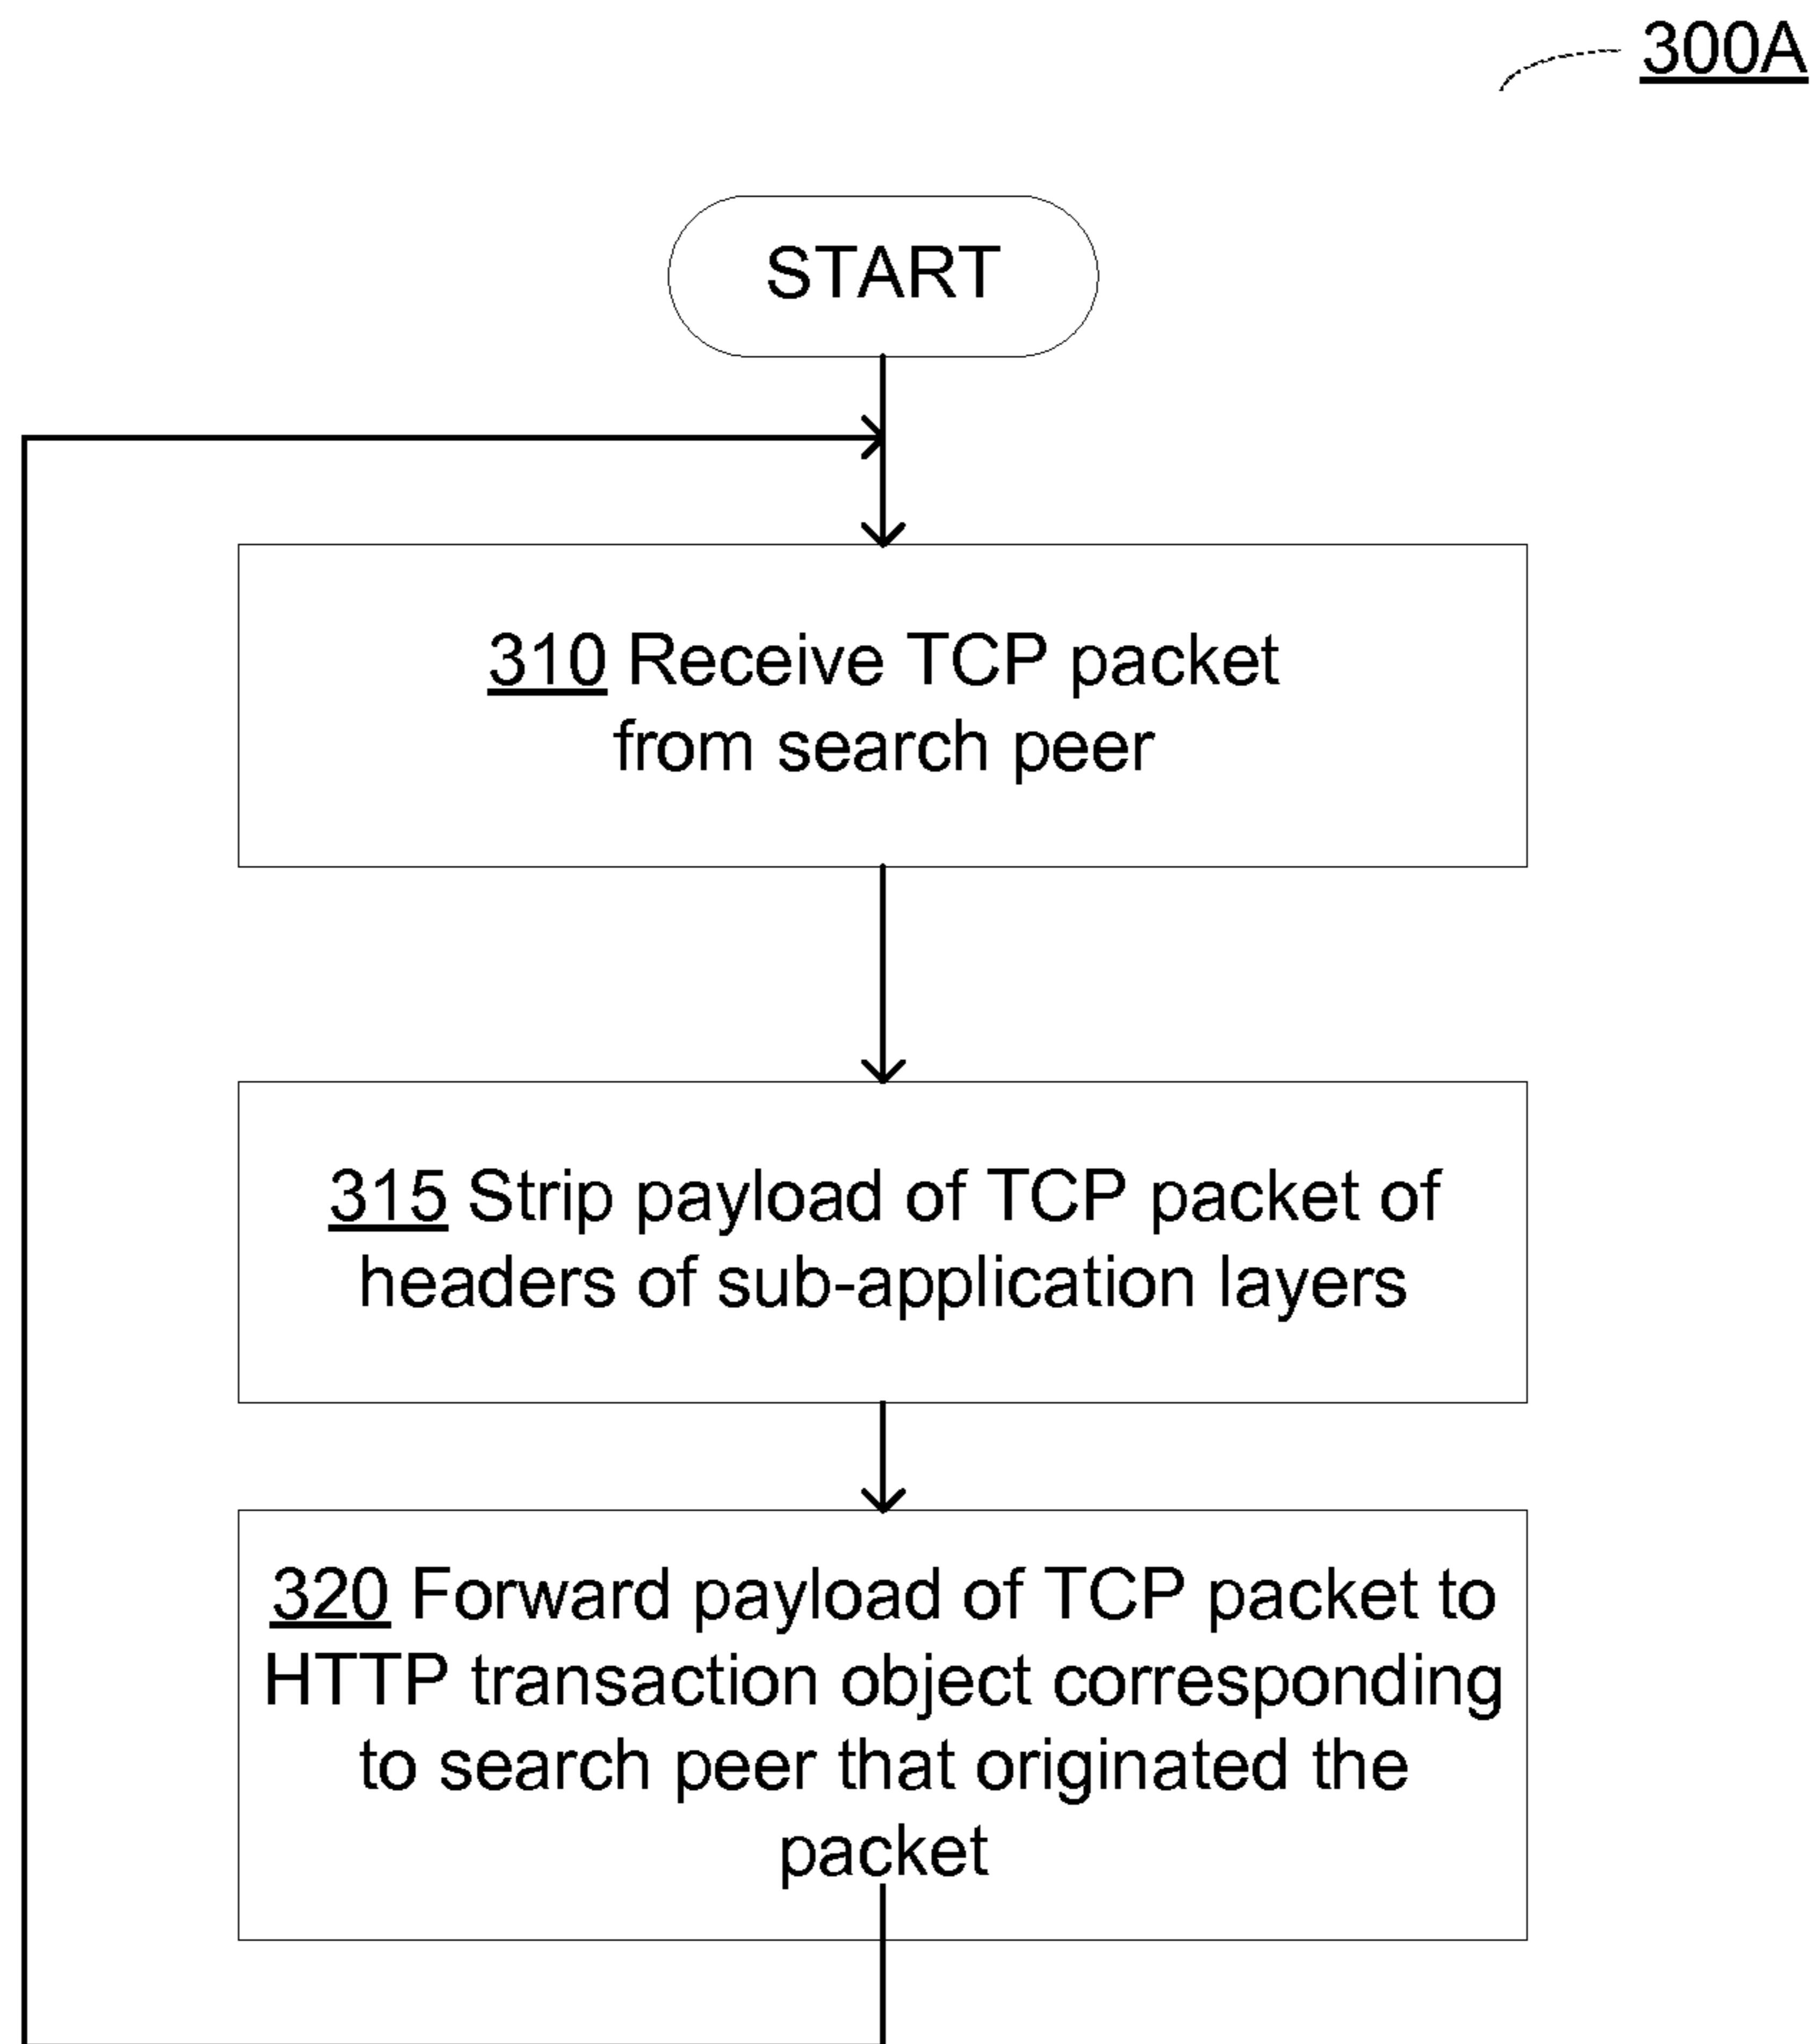 300A
START
310 Receive TCP packet
from search peer
315 Strip payload of TCP packet of
headers of sub-application layers
320 Forward payload of TCP packet to
HTTP transaction object corresponding
to search peer that originated the
packet